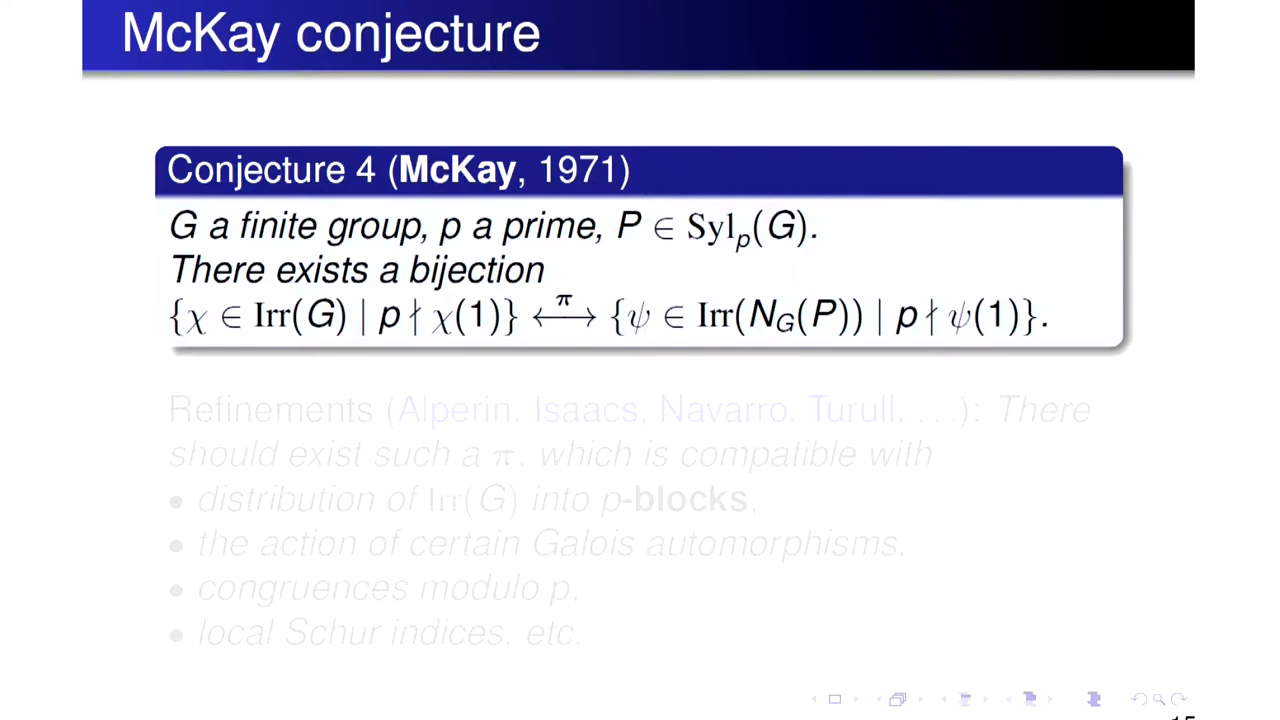 McKay conjecture
Conjecture 4 (McKay, 1971)
G a finite group, p a prime, P ∈ Syl_p(G).
There exists a bijection
{χ ∈ Irr(G) | p ∤ χ(1)} ⟷^π {ψ ∈ Irr(N_G(P)) | p ∤ ψ(1)}.
Refinements (Alperin, Isaacs, Navarro, Turull, ...): There
should exist such a π, which is compatible with
• distribution of Irr(G) into p-blocks,
• the action of certain Galois automorphisms,
• congruences modulo p,
• local Schur indices, etc.